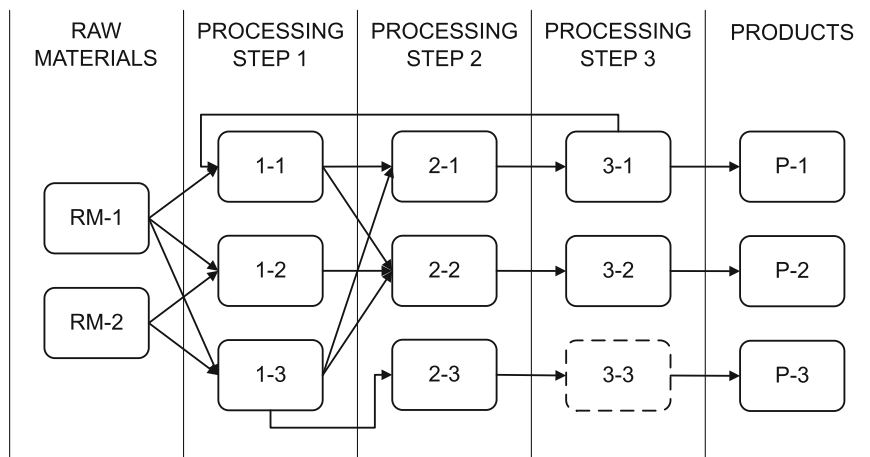 RAW
MATERIALS
PROCESSING
STEP 1
PROCESSING
STEP 2
PROCESSING
STEP 3
PRODUCTS
RM-1
RM-2
1-1
1-2
1-3
2-1
2-2
2-3
3-1
3-2
3-3
P-1
P-2
P-3